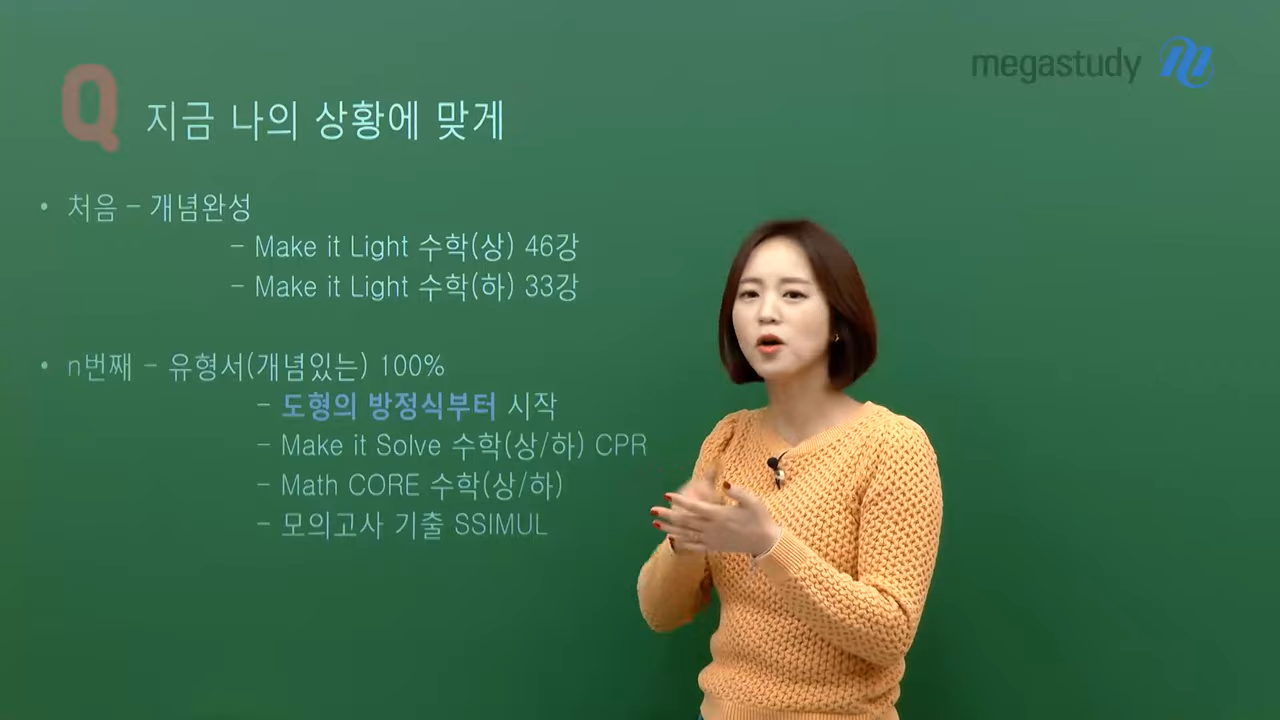 megastudy
Q 지금 나의 상황에 맞게
• 처음 – 개념완성
– Make it Light 수학(상) 46강
– Make it Light 수학(하) 33강
• n번째 – 유형서(개념있는) 100%
– 도형의 방정식부터 시작
– Make it Solve 수학(상/하) CPR
– Math CORE 수학(상/하)
– 모의고사 기출 SSIMUL